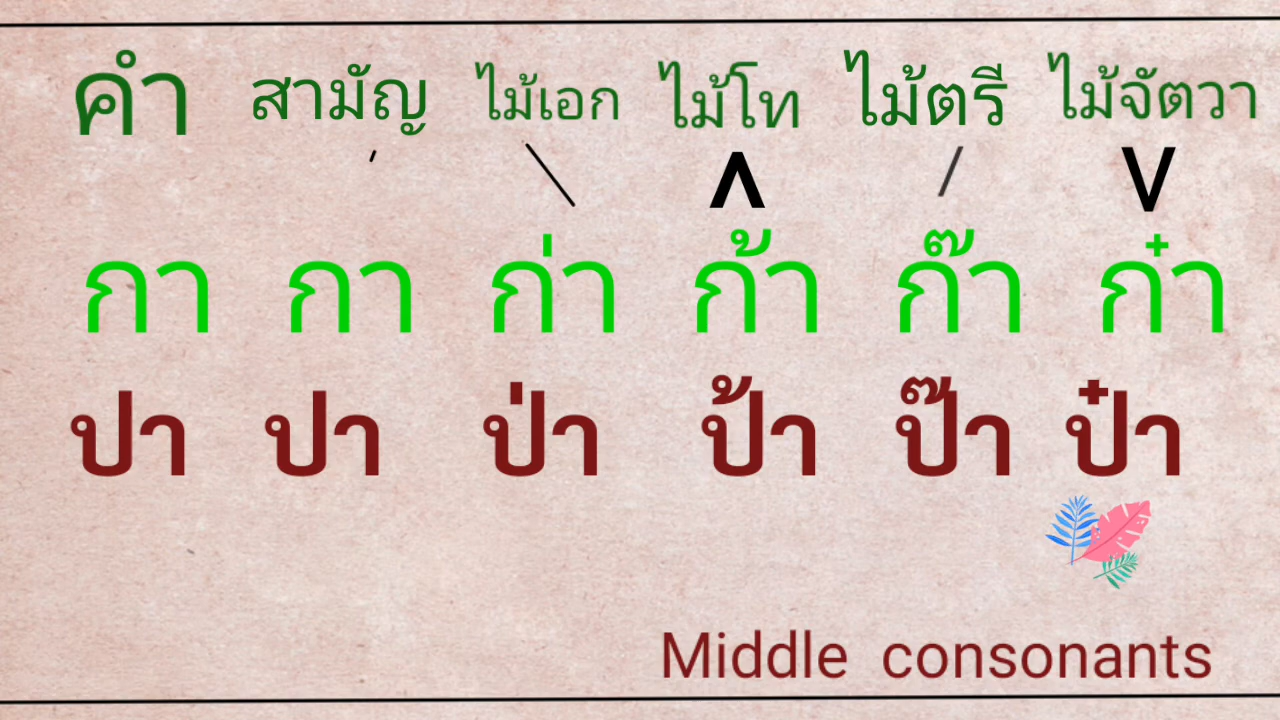 คำ สามัญ ไม้เอก ไม้โท ไม้ตรี ไม้จัตวา
กา กา ก่า ก้า ก๊า ก๋า
ปา ปา ป่า ป้า ป๊า ป๋า
Middle consonants